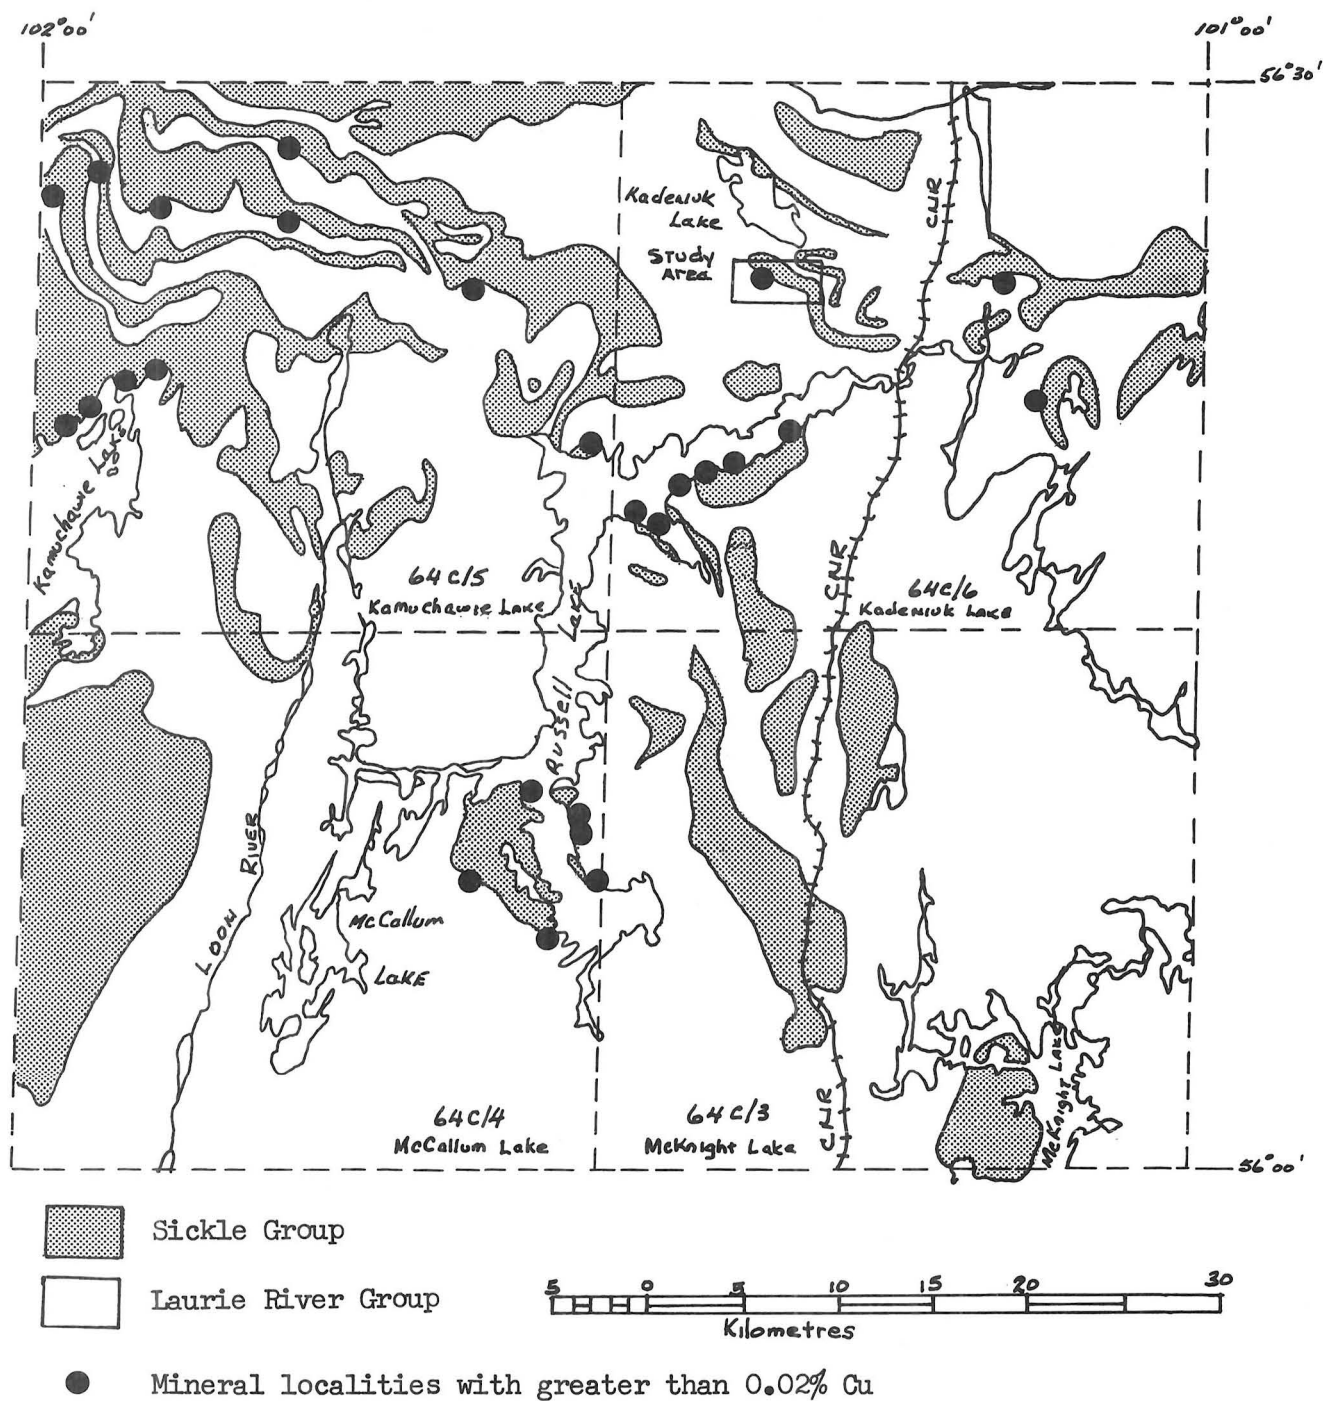 102°00'
101°00'
56°30'
Kadeniuk
Lake
Study
Area
CNR
Kamuchawie Lake
64C/5
Kamuchawie Lake
CNR
64C/6
Kadeniuk Lake
Russell Lake
LOON RIVER
McCallum
LAKE
64C/4
McCallum Lake
64C/3
McKnight Lake
CNR
McKnight Lake
56°00'
Sickle Group
Laurie River Group
5 0 5 10 15 20 30
Kilometres
Mineral localities with greater than 0.02% Cu